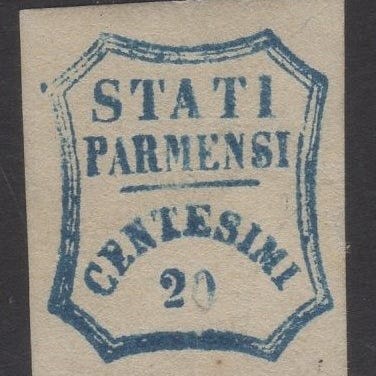 STATI
PARMENSI
CENTESIMI
20